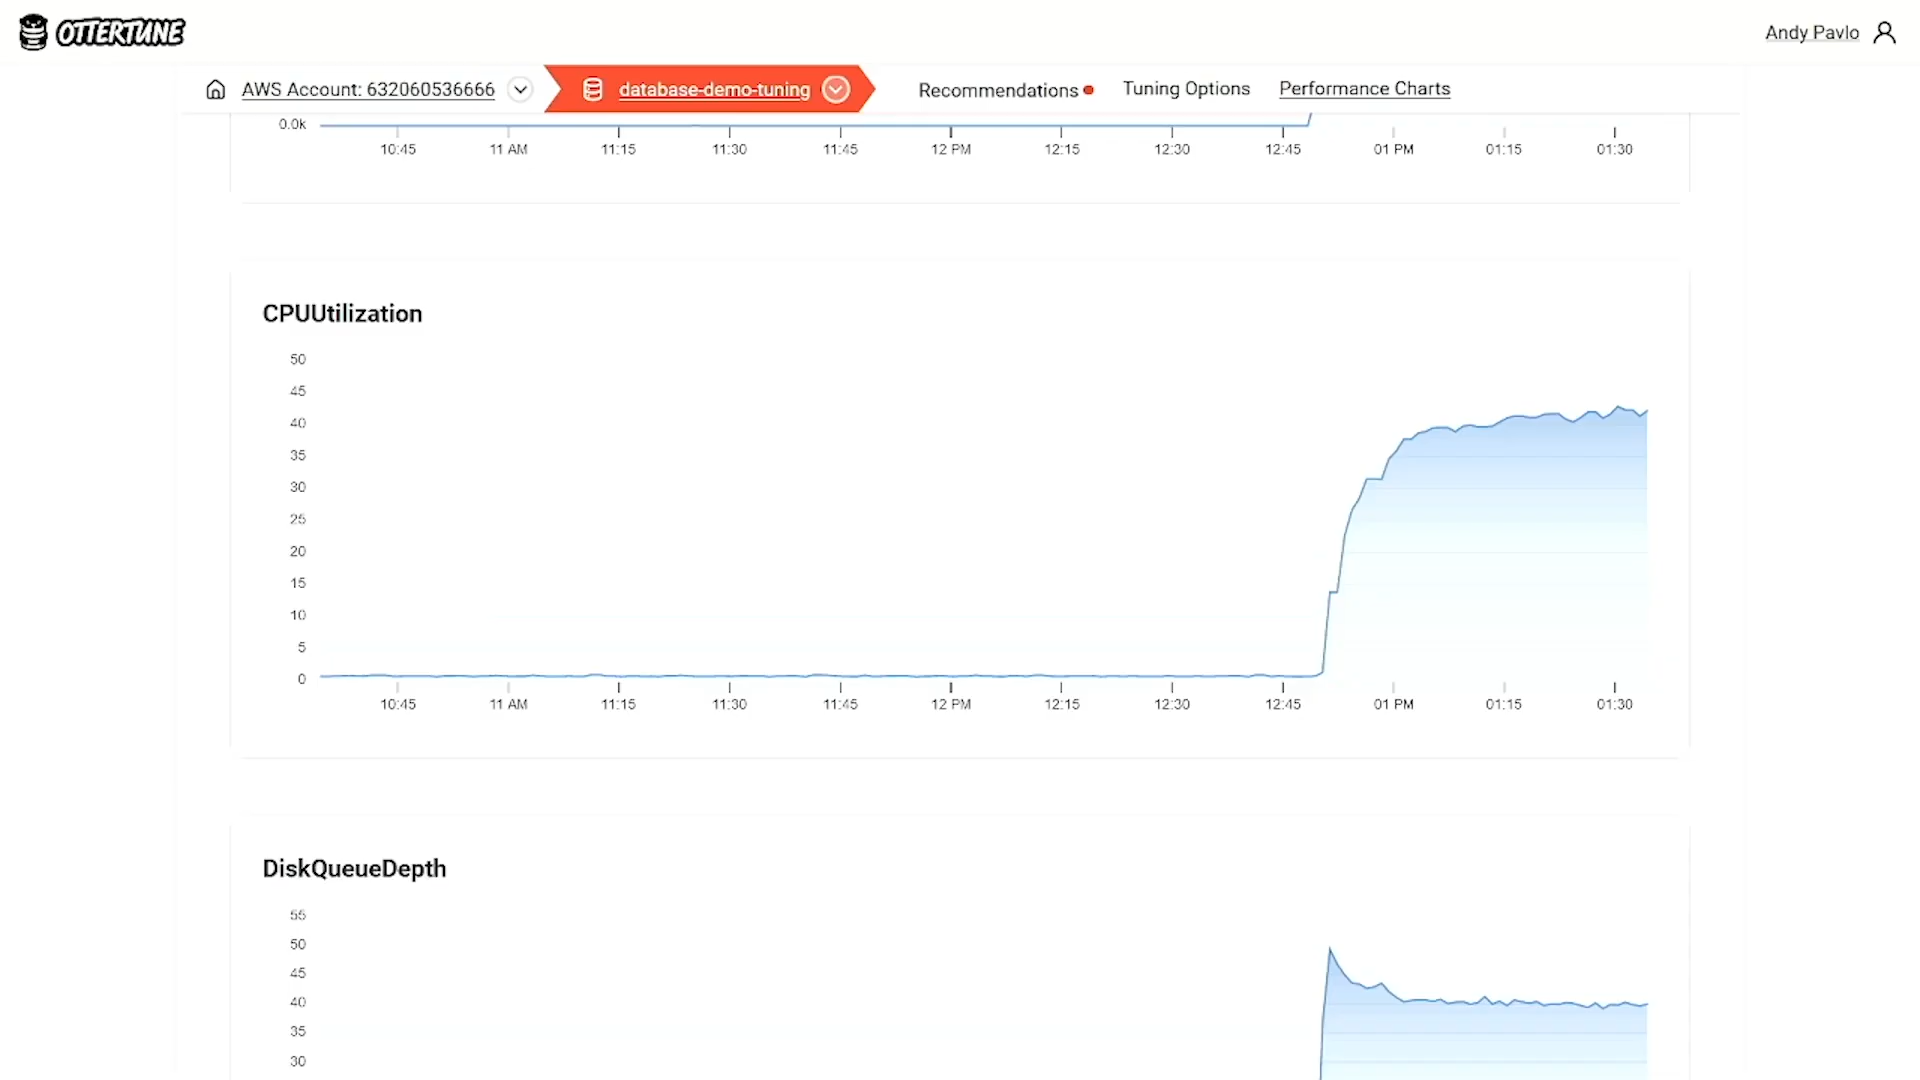 OTTERTUNE
Andy Pavlo
AWS Account: 632060536666
database-demo-tuning
Recommendations
Tuning Options
Performance Charts
0.0k
10:45 11 AM 11:15 11:30 11:45 12 PM 12:15 12:30 12:45 01 PM 01:15 01:30
CPUUtilization
50
45
40
35
30
25
20
15
10
5
0
10:45 11 AM 11:15 11:30 11:45 12 PM 12:15 12:30 12:45 01 PM 01:15 01:30
DiskQueueDepth
55
50
45
40
35
30